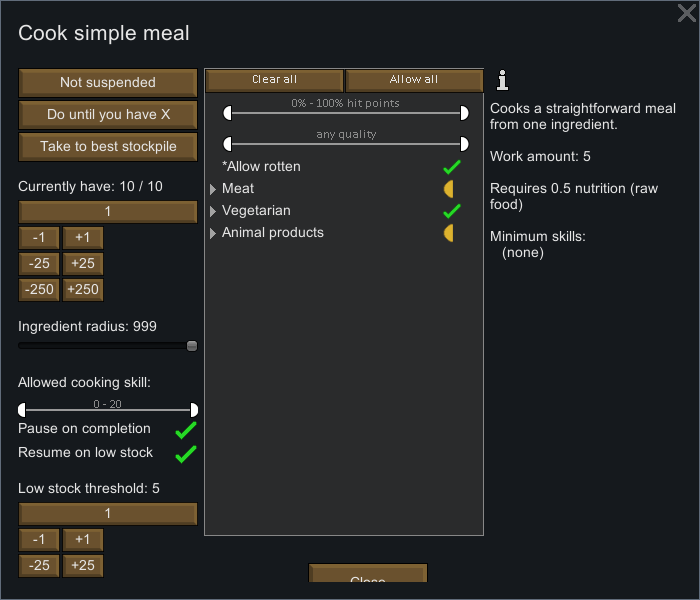 Cook simple meal
Not suspended
Do until you have X
Take to best stockpile
Currently have: 10 / 10
1
-1 +1
-25 +25
-250 +250
Ingredient radius: 999
Allowed cooking skill:
0 - 20
Pause on completion
Resume on low stock
Low stock threshold: 5
1
-1 +1
-25 +25
Clear all
Allow all
0% - 100% hit points
any quality
*Allow rotten
Meat
Vegetarian
Animal products
Close
Cooks a straightforward meal
from one ingredient.
Work amount: 5
Requires 0.5 nutrition (raw
food)
Minimum skills:
(none)